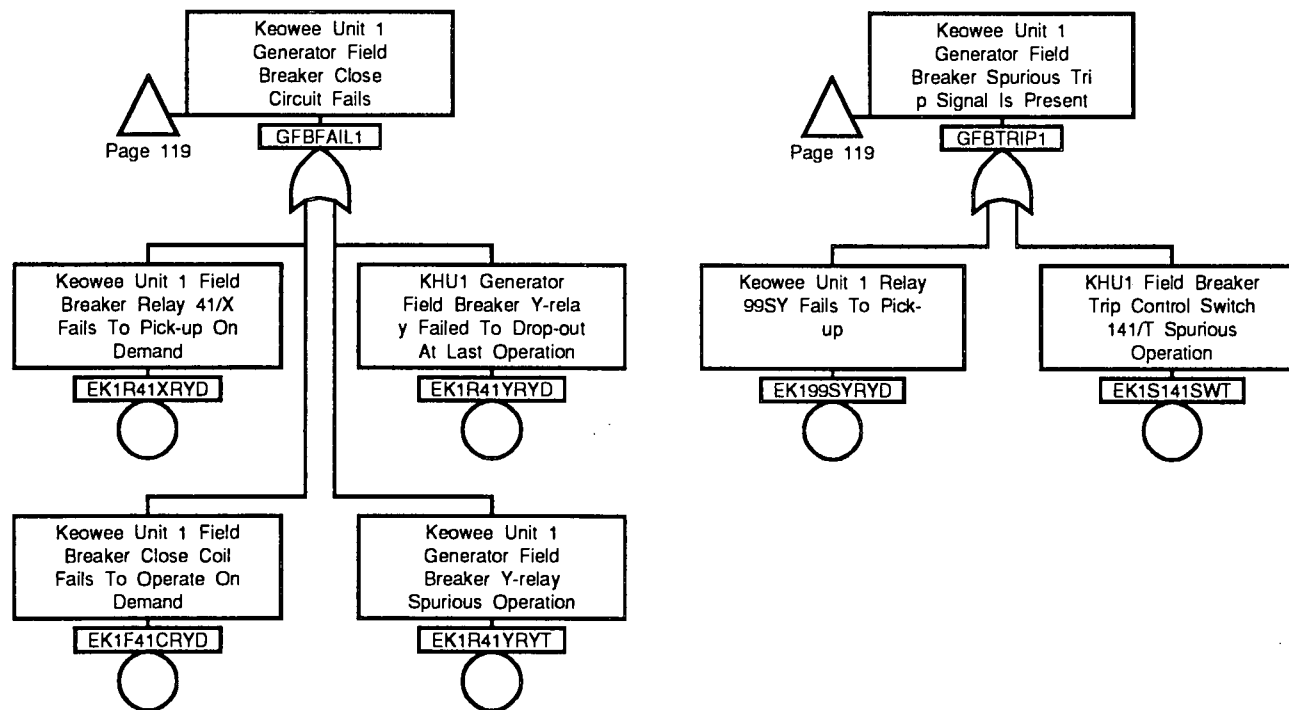 Keowee Unit 1
Generator Field
Breaker Close
Circuit Fails
Page 119
GFBFAIL1
Keowee Unit 1
Generator Field
Breaker Spurious Tri
p Signal Is Present
Page 119
GFBTRIP1
Keowee Unit 1 Field
Breaker Relay 41/X
Fails To Pick-up On
Demand
EK1R41XRYD
KHU1 Generator
Field Breaker Y-rela
y Failed To Drop-out
At Last Operation
EK1R41YRYD
Keowee Unit 1 Relay
99SY Fails To Pick-
up
EK199SYRYD
KHU1 Field Breaker
Trip Control Switch
141/T Spurious
Operation
EK1S141SWT
Keowee Unit 1 Field
Breaker Close Coil
Fails To Operate On
Demand
EK1F41CRYD
Keowee Unit 1
Generator Field
Breaker Y-relay
Spurious Operation
EK1R41YRYT